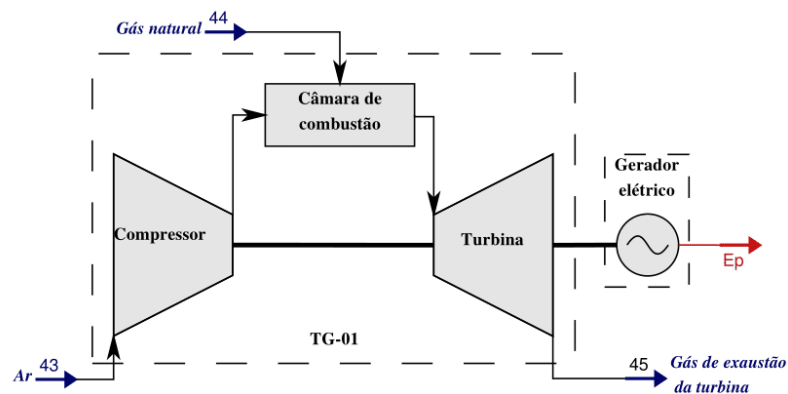 44
Gás natural
Câmara de
combustão
Gerador
elétrico
Compressor
Turbina
Ep
TG-01
43
Ar
45
Gás de exaustão
da turbina